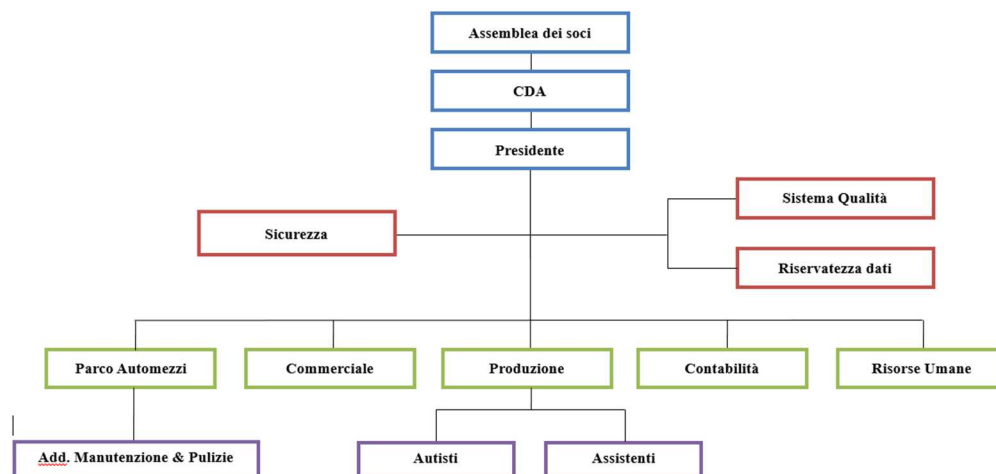 Assemblea dei soci
CDA
Presidente
Sistema Qualità
Sicurezza
Riservatezza dati
Parco Automezzi
Commerciale
Produzione
Contabilità
Risorse Umane
Add. Manutenzione & Pulizie
Autisti
Assistenti